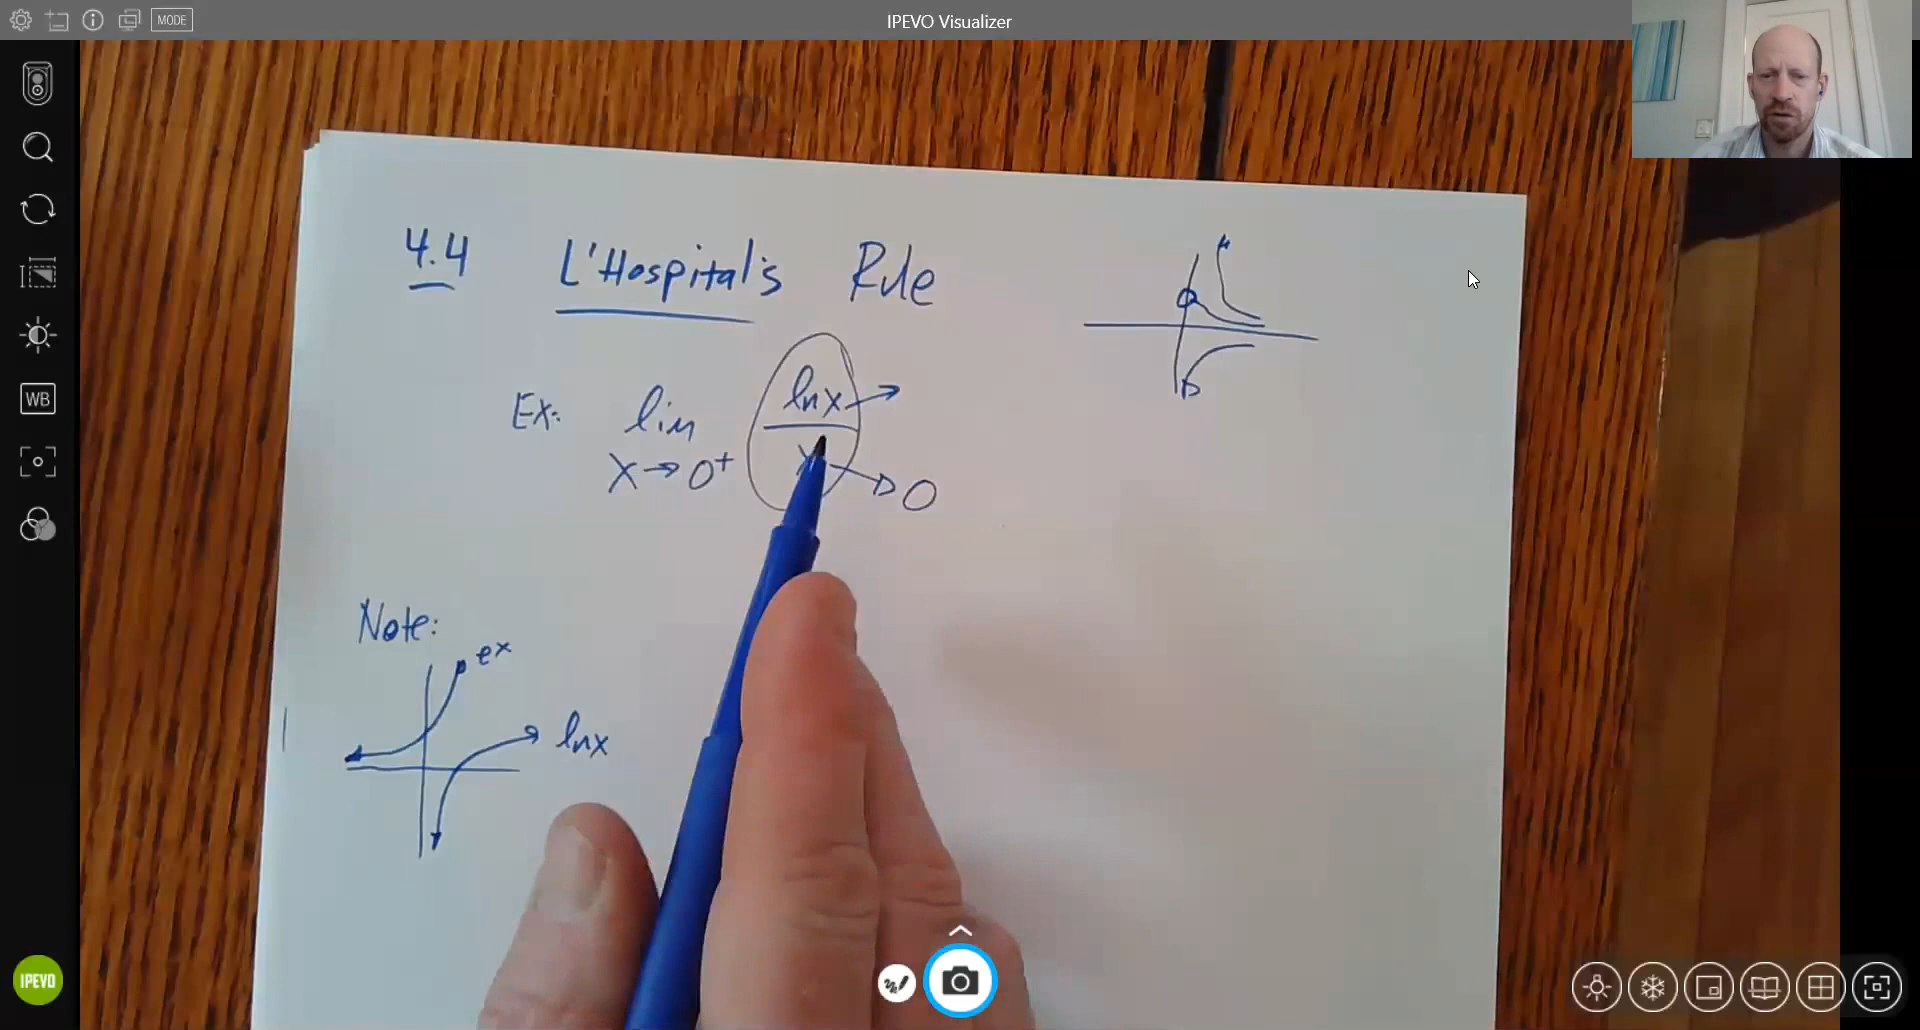 MODE
IPEVO Visualizer
WB
4.4 L'Hospital's Rule
Ex: lim ln x
x → 0+ x → 0
Note:
ex
ln x
IPEVO